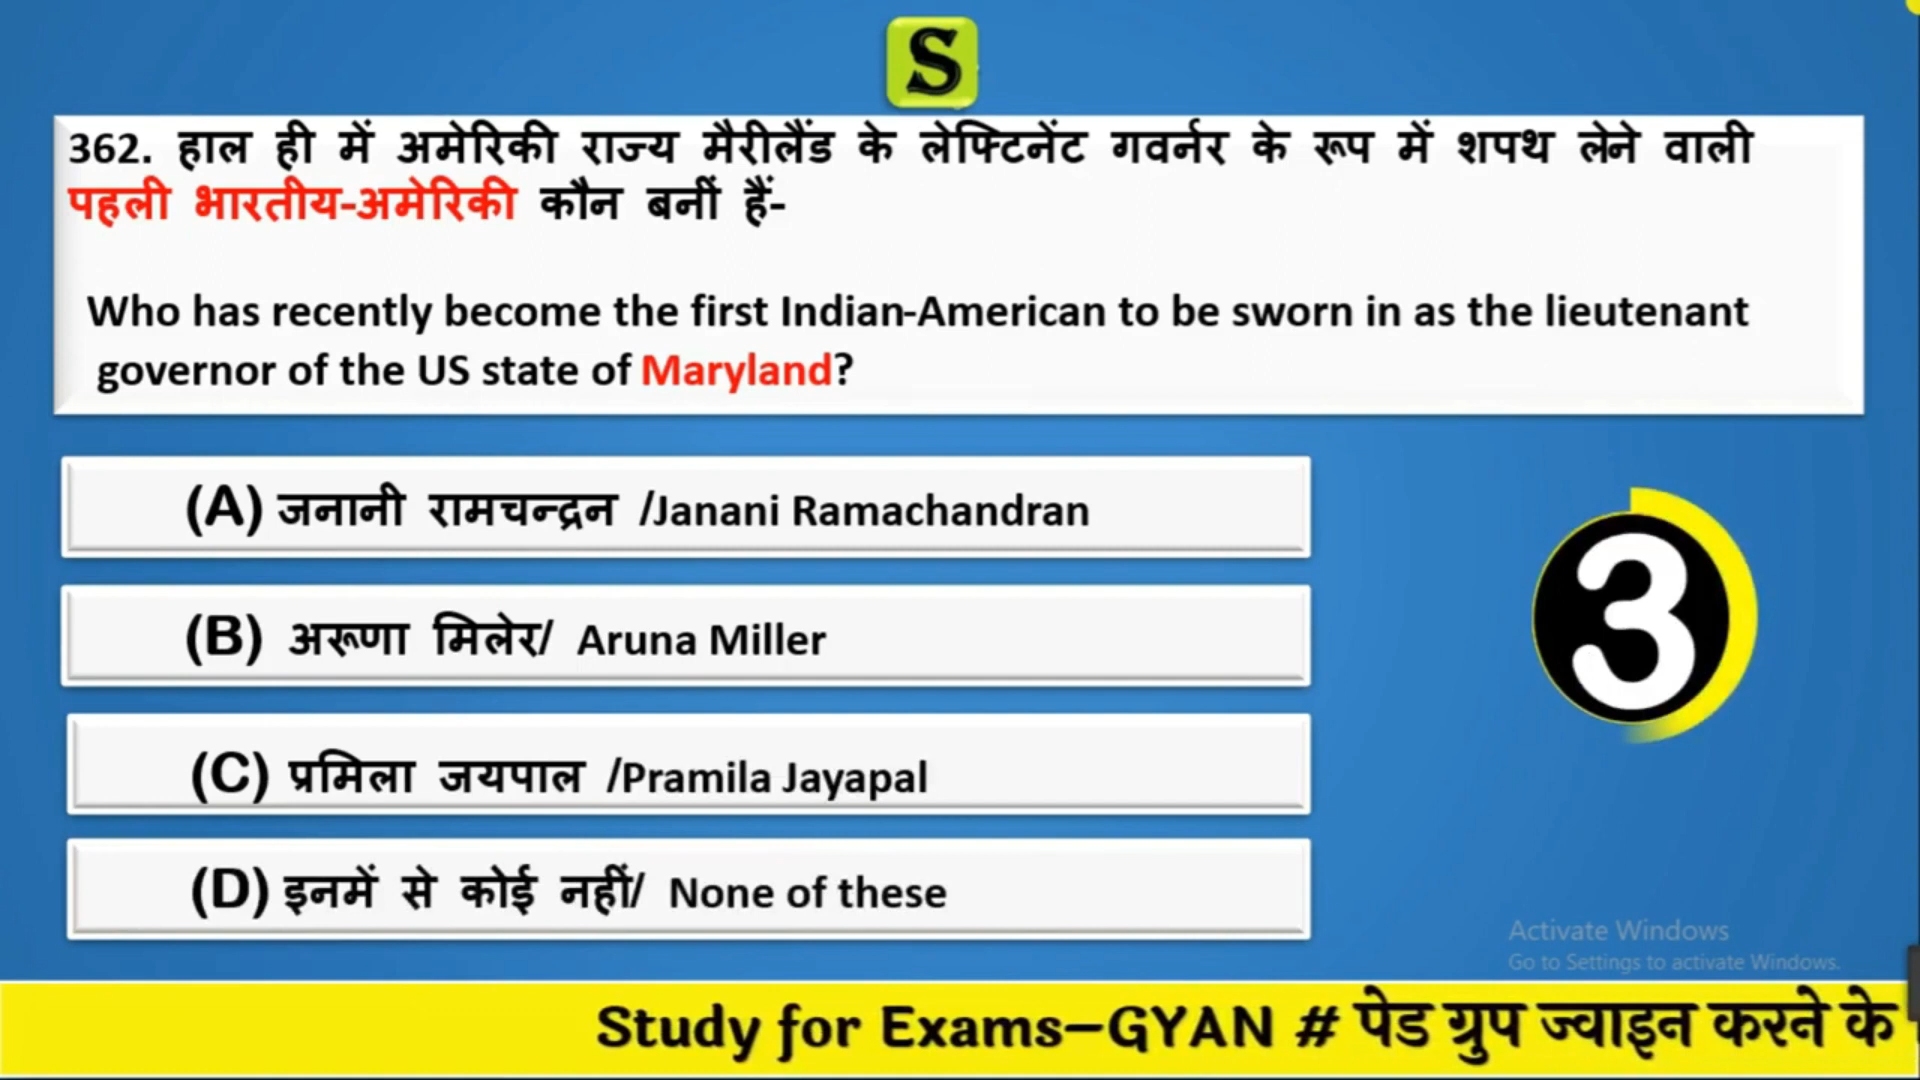 S
362. हाल ही में अमेरिकी राज्य मैरीलैंड के लेफ्टिनेंट गवर्नर के रूप में शपथ लेने वाली
पहली भारतीय-अमेरिकी कौन बनीं हैं-
Who has recently become the first Indian-American to be sworn in as the lieutenant
governor of the US state of Maryland?
(A) जनानी रामचन्द्रन /Janani Ramachandran
(B) अरूणा मिलेर/ Aruna Miller
(C) प्रमिला जयपाल /Pramila Jayapal
(D) इनमें से कोई नहीं/ None of these
3
Activate Windows
Go to Settings to activate Windows.
Study for Exams—GYAN # पेड ग्रुप ज्वाइन करने के